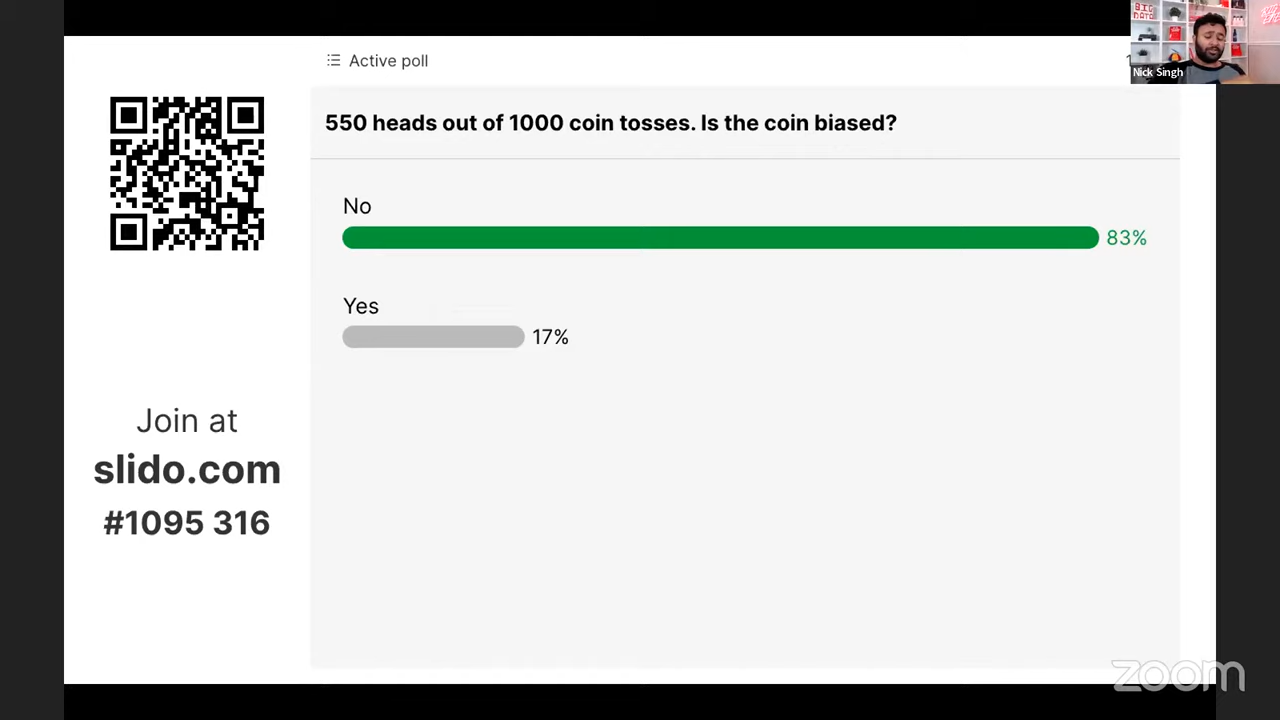 Active poll
550 heads out of 1000 coin tosses. Is the coin biased?
No
83%
Yes
17%
Join at
slido.com
#1095 316
Nick Singh
zoom